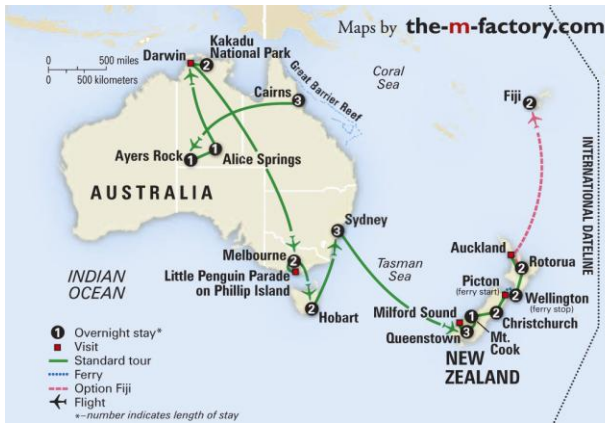 Maps by the-m-factory.com
0 500 miles
0 500 kilometers
Darwin
2
Kakadu
National Park
Great Barrier Reef
Coral
Sea
Cairns
3
Fiji
2
Ayers Rock
1
1
Alice Springs
AUSTRALIA
INTERNATIONAL DATELINE
Sydney
3
Melbourne
2
Little Penguin Parade
on Phillip Island
Tasman
Sea
Auckland
2
Rotorua
INDIAN
OCEAN
2
Hobart
Picton
(ferry start)
2
Wellington
(ferry stop)
Milford Sound
1
2
Christchurch
Queenstown
3
Mt.
Cook
NEW
ZEALAND
1 Overnight stay*
Visit
Standard tour
Ferry
Option Fiji
Flight
*–number indicates length of stay